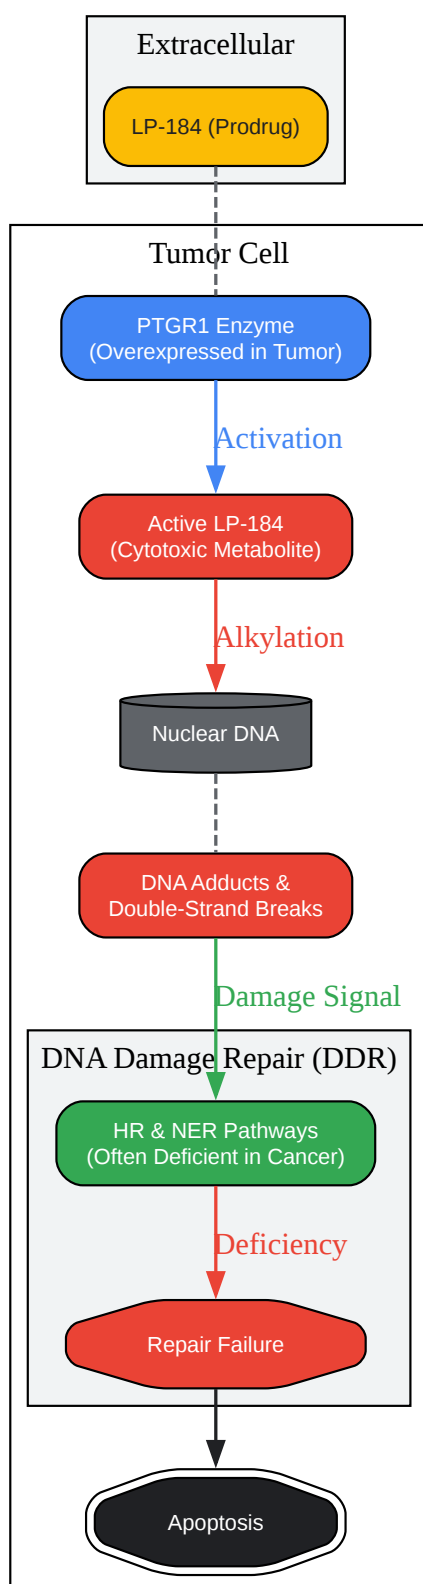 Extracellular
LP-184 (Prodrug)
Tumor Cell
PTGR1 Enzyme
(Overexpressed in Tumor)
Activation
Active LP-184
(Cytotoxic Metabolite)
Alkylation
Nuclear DNA
DNA Adducts &
Double-Strand Breaks
Damage Signal
DNA Damage Repair (DDR)
HR & NER Pathways
(Often Deficient in Cancer)
Deficiency
Repair Failure
Apoptosis